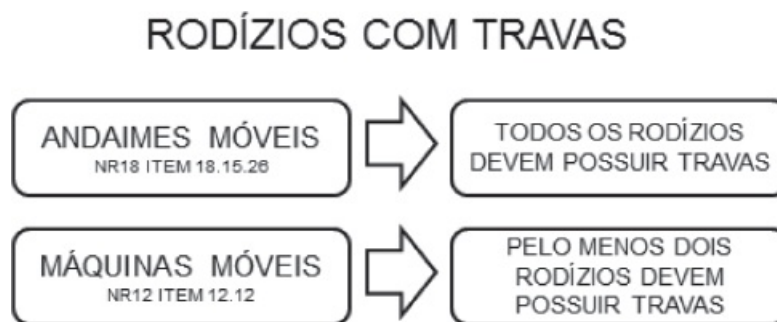 RODÍZIOS COM TRAVAS
ANDAIMES MÓVEIS
NR18 ITEM 18.15.26
TODOS OS RODÍZIOS
DEVEM POSSUIR TRAVAS
MÁQUINAS MÓVEIS
NR12 ITEM 12.12
PELO MENOS DOIS
RODÍZIOS DEVEM
POSSUIR TRAVAS